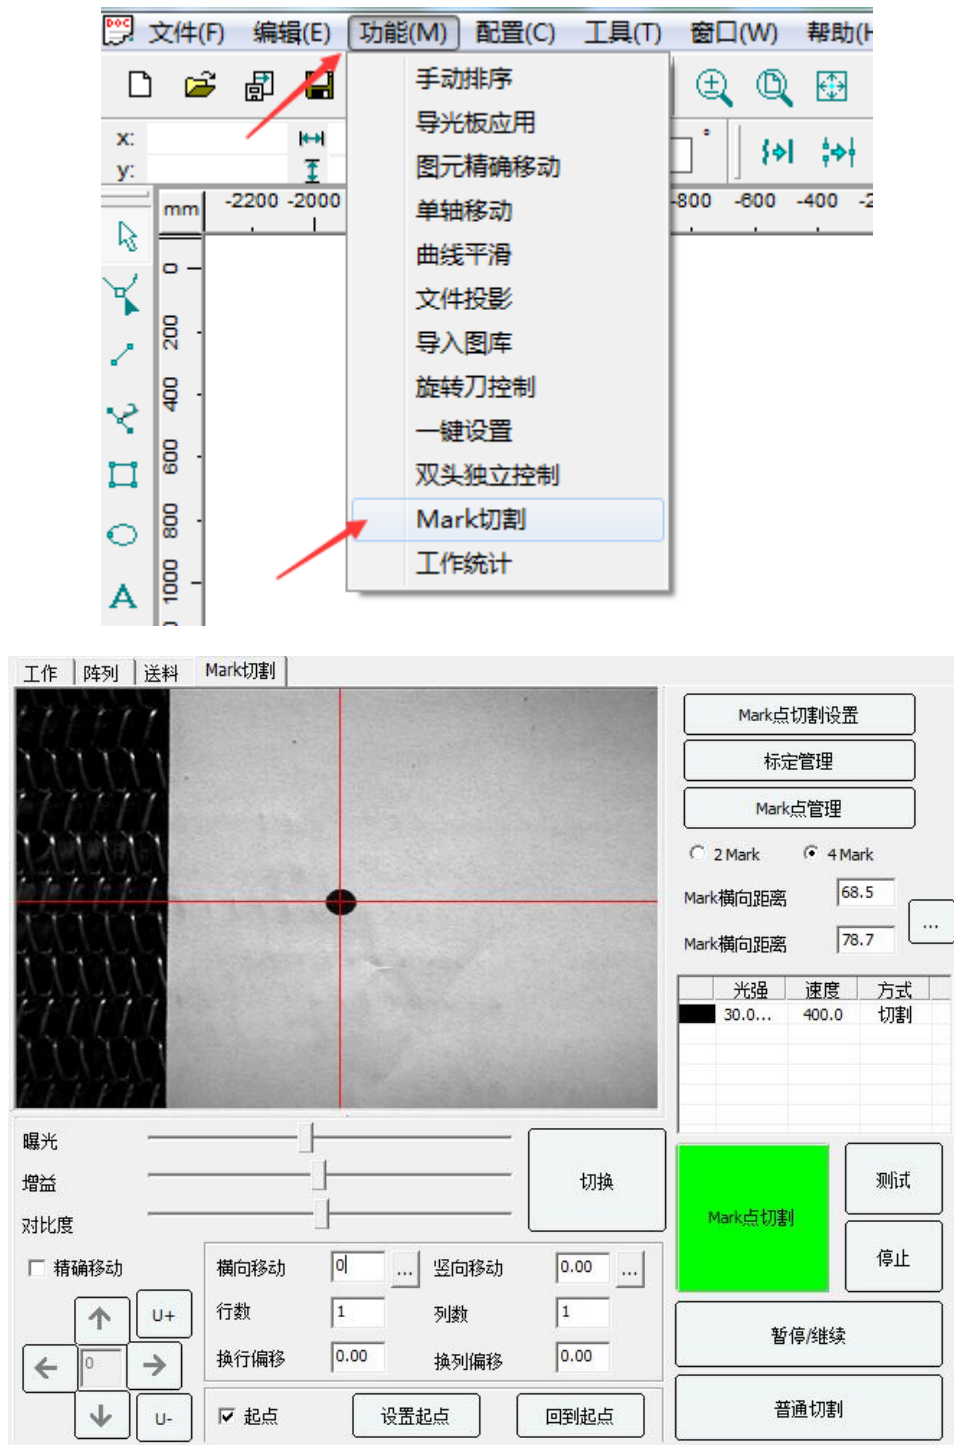 DOC 文件(F) 编辑(E) 功能(M) 配置(C) 工具(T) 窗口(W) 帮助(H
手动排序
导光板应用
x:
图元精确移动
y:
mm -2200 -2000 -800 -600 -400 -2
单轴移动
曲线平滑
0
文件投影
200
导入图库
400
旋转刀控制
一键设置
600
双头独立控制
800
Mark切割
1000
工作统计
A
工作 阵列 送料 Mark切割
Mark点切割设置
标定管理
Mark点管理
2 Mark 4 Mark
Mark横向距离 68.5
...
Mark横向距离 78.7
光强 速度 方式
30.0... 400.0 切割
曝光
增益
对比度
切换
Mark点切割
测试
停止
精确移动
横向移动 0 ... 竖向移动 0.00 ...
U+
行数 1 列数 1
0
换行偏移 0.00 换列偏移 0.00
U-
暂停/继续
起点 设置起点 回到起点
普通切割